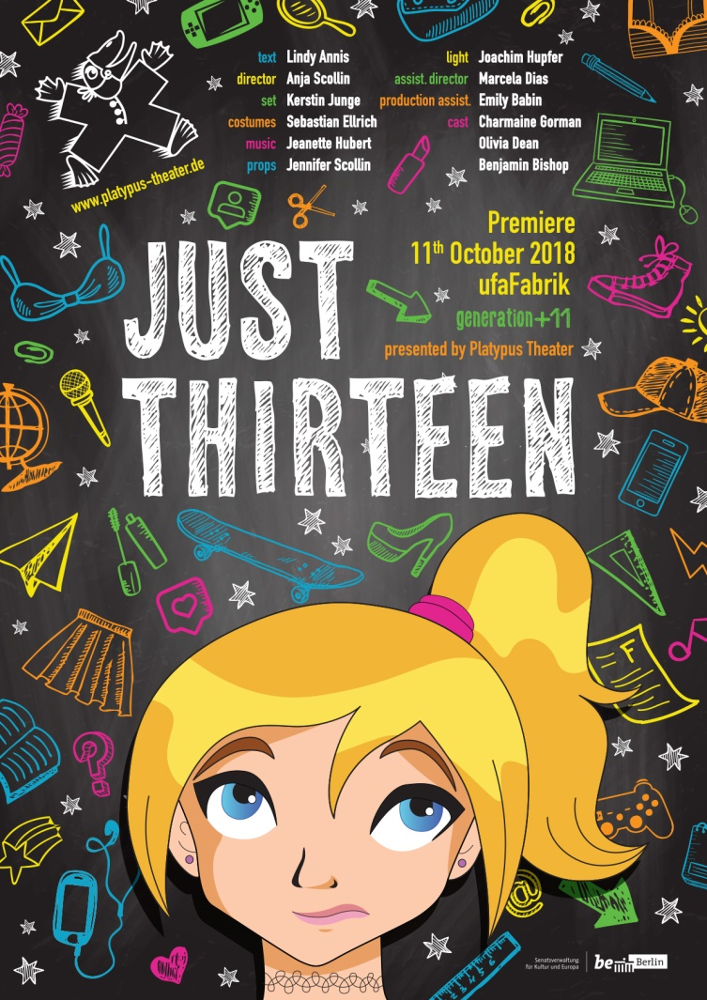 text Lindy Annis
director Anja Scollin
set Kerstin Junge
costumes Sebastian Ellrich
music Jeanette Hubert
props Jennifer Scollin
light Joachim Hupfer
assist. director Marcela Dias
production assist. Emily Babin
cast Charmaine Gorman
Olivia Dean
Benjamin Bishop
www.platypus-theater.de
Premiere
11th October 2018
ufaFabrik
generation+11
presented by Platypus Theater
JUST
THIRTEEN
F
?
@
Senatsverwaltung
für Kultur und Europa
be Berlin